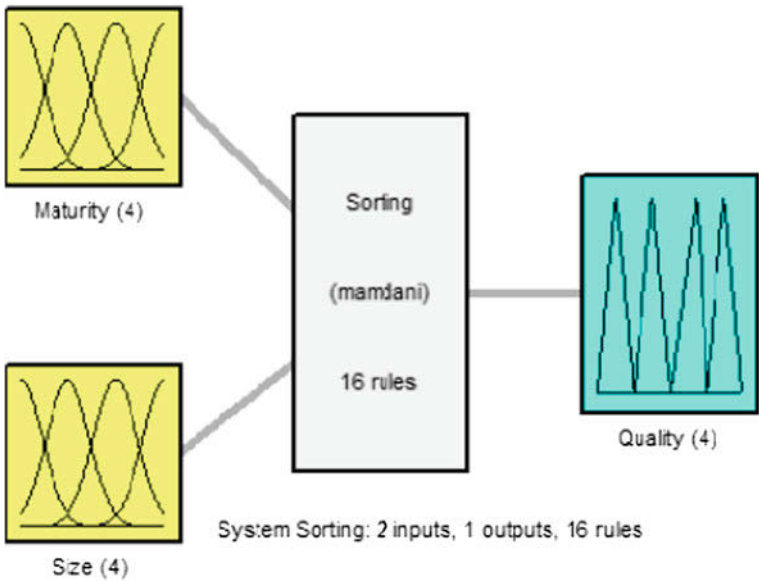 Maturity (4)
Size (4)
Sorting
(mamdani)
16 rules
Quality (4)
System Sorting: 2 inputs, 1 outputs, 16 rules